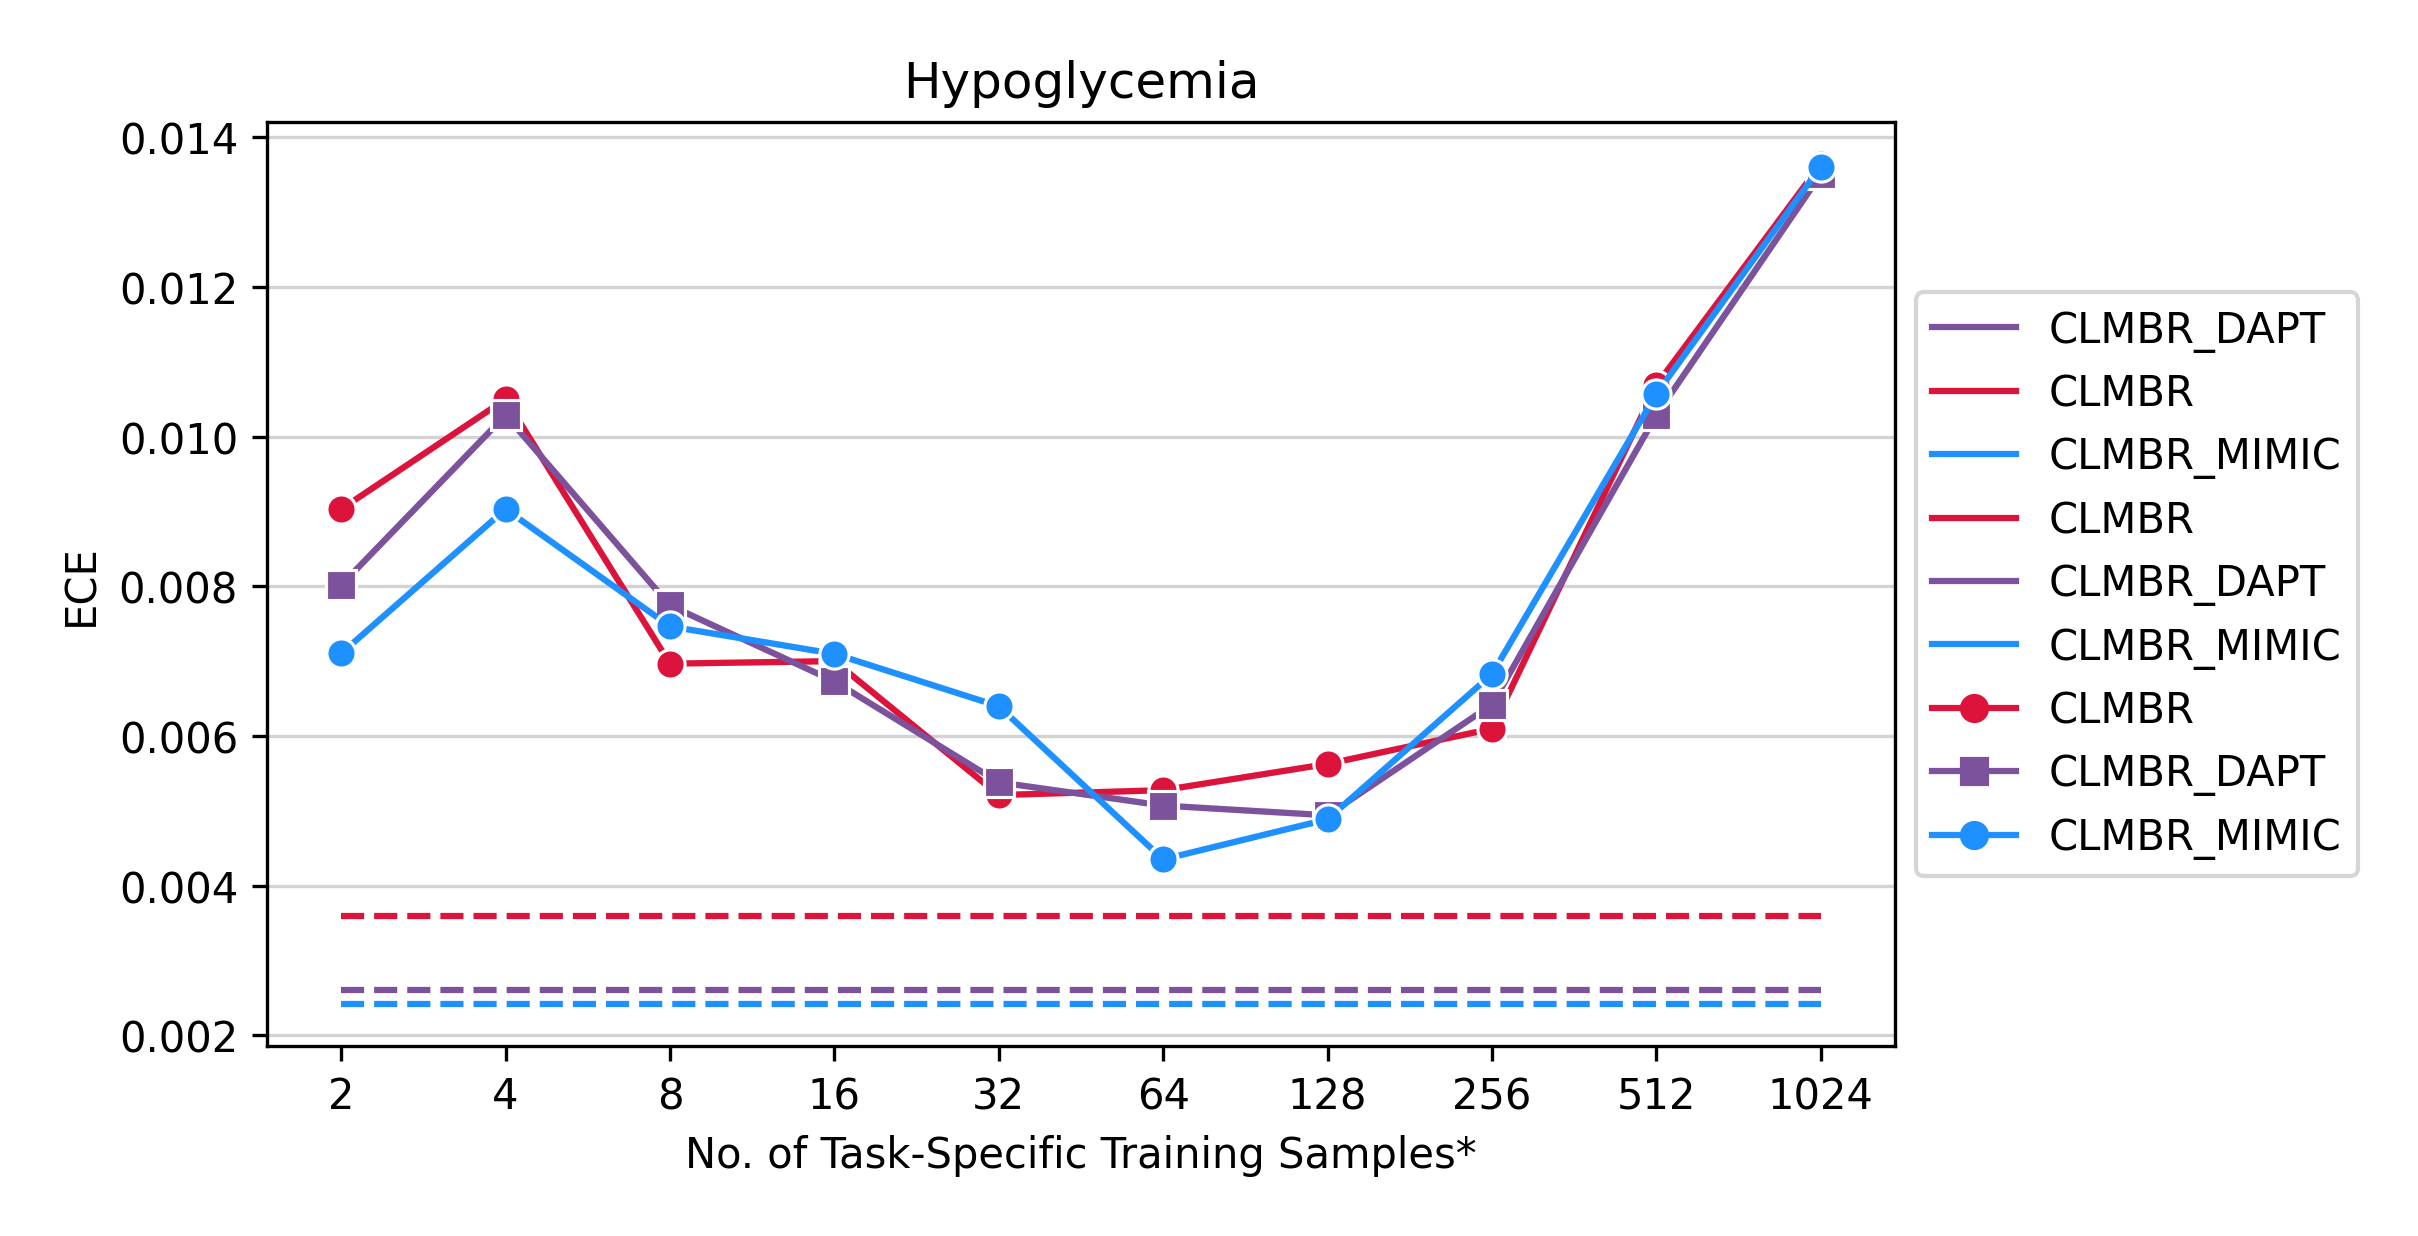 Hypoglycemia
0.014
0.012
0.010
0.008
0.006
0.004
0.002
ECE
2 4 8 16 32 64 128 256 512 1024
No. of Task-Specific Training Samples*
CLMBR_DAPT
CLMBR
CLMBR_MIMIC
CLMBR
CLMBR_DAPT
CLMBR_MIMIC
CLMBR
CLMBR_DAPT
CLMBR_MIMIC